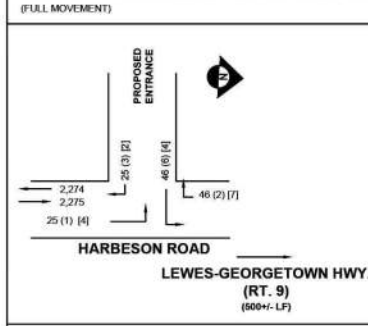 (FULL MOVEMENT)
PROPOSED
ENTRANCE
N
25 (3) [2]
46 (6) [4]
2,274
2,275
46 (2) [7]
25 (1) [4]
HARBESON ROAD
LEWES-GEORGETOWN HWY.
(RT. 9)
(500+/- LF)